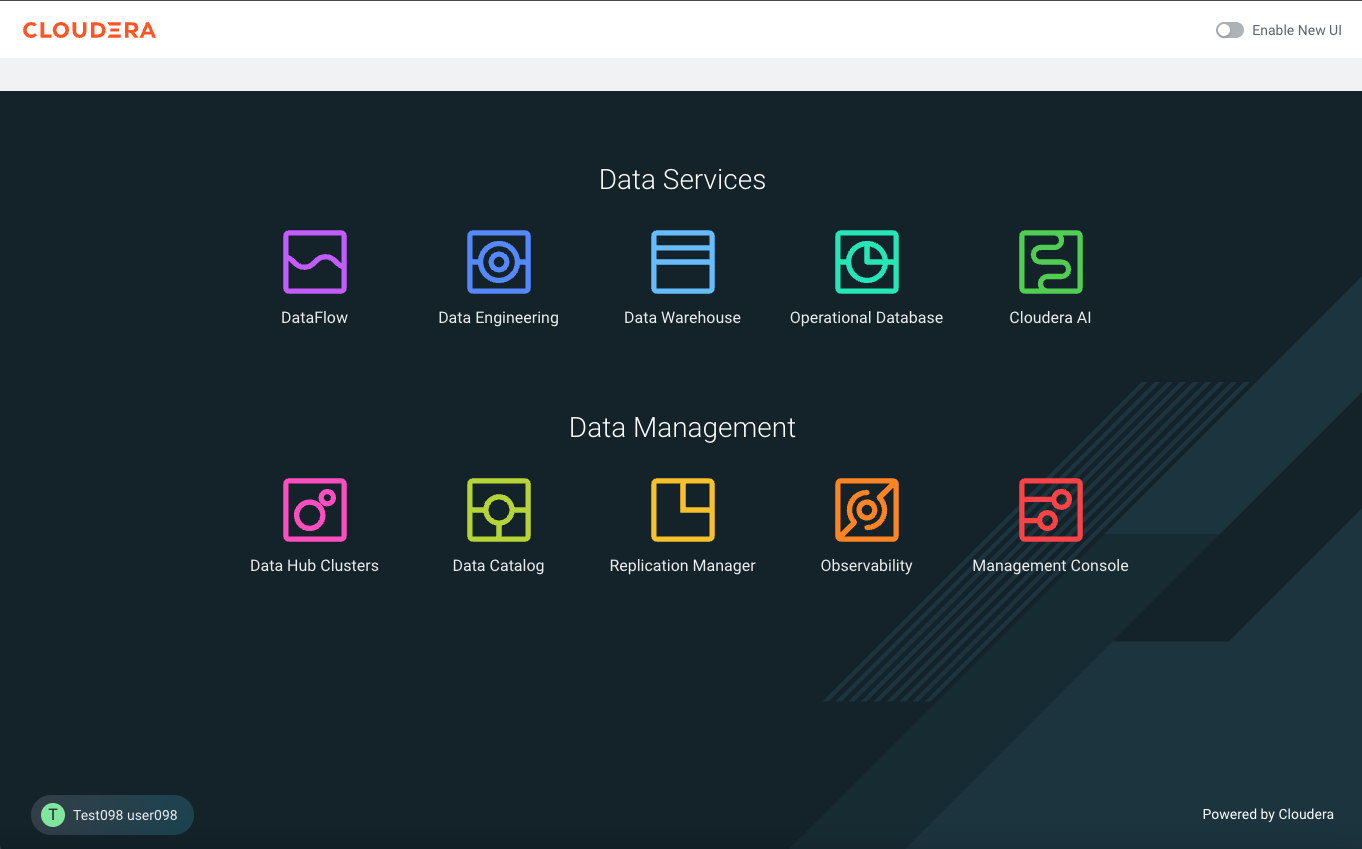 CLOUDERA
Enable New UI
Data Services
DataFlow
Data Engineering
Data Warehouse
Operational Database
Cloudera AI
Data Management
Data Hub Clusters
Data Catalog
Replication Manager
Observability
Management Console
T
Test098 user098
Powered by Cloudera